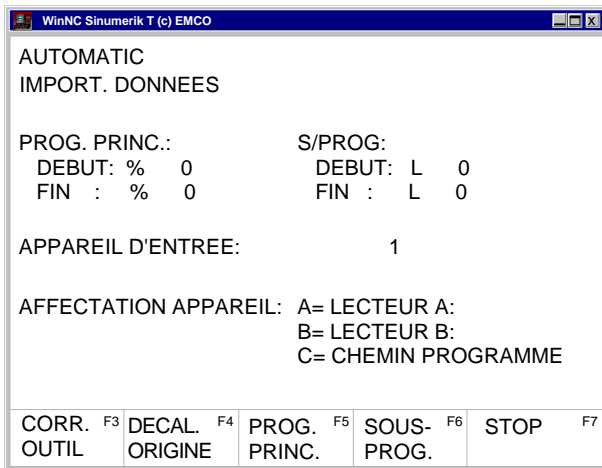 WinNC Sinumerik T (c) EMCO
AUTOMATIC
IMPORT. DONNEES
PROG. PRINC.: S/PROG:
DEBUT: % 0 DEBUT: L 0
FIN : % 0 FIN : L 0
APPAREIL D'ENTREE: 1
AFFECTATION APPAREIL: A= LECTEUR A:
B= LECTEUR B:
C= CHEMIN PROGRAMME
CORR. F3 DECAL. F4 PROG. F5 SOUS- F6 STOP F7
OUTIL ORIGINE PRINC. PROG.